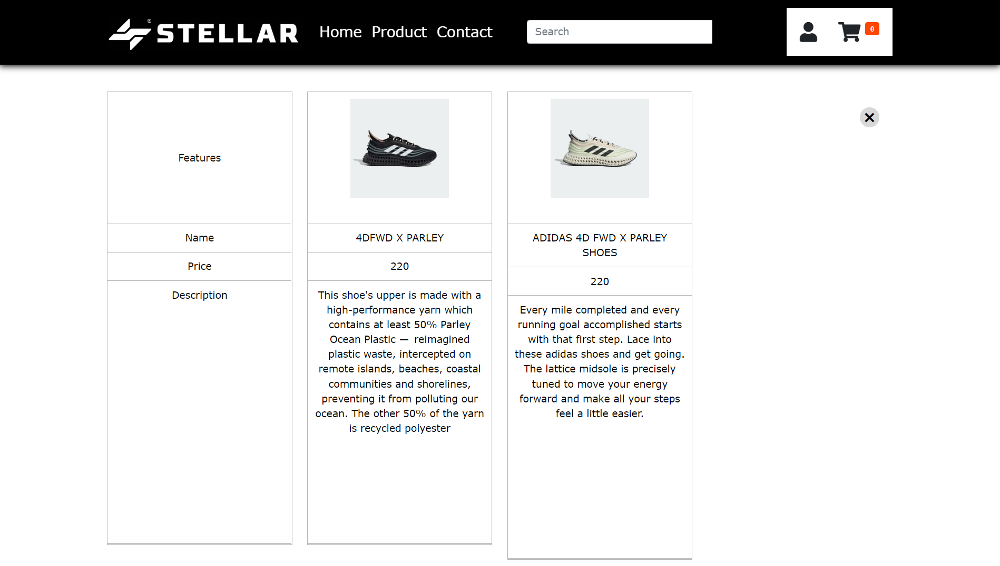 STELLAR®
Home Product Contact
Search
0
Features
Name
Price
Description
4DFWD X PARLEY
220
This shoe's upper is made with a
high-performance yarn which
contains at least 50% Parley
Ocean Plastic — reimagined
plastic waste, intercepted on
remote islands, beaches, coastal
communities and shorelines,
preventing it from polluting our
ocean. The other 50% of the yarn
is recycled polyester
ADIDAS 4D FWD X PARLEY
SHOES
220
Every mile completed and every
running goal accomplished starts
with that first step. Lace into
these adidas shoes and get going.
The lattice midsole is precisely
tuned to move your energy
forward and make all your steps
feel a little easier.